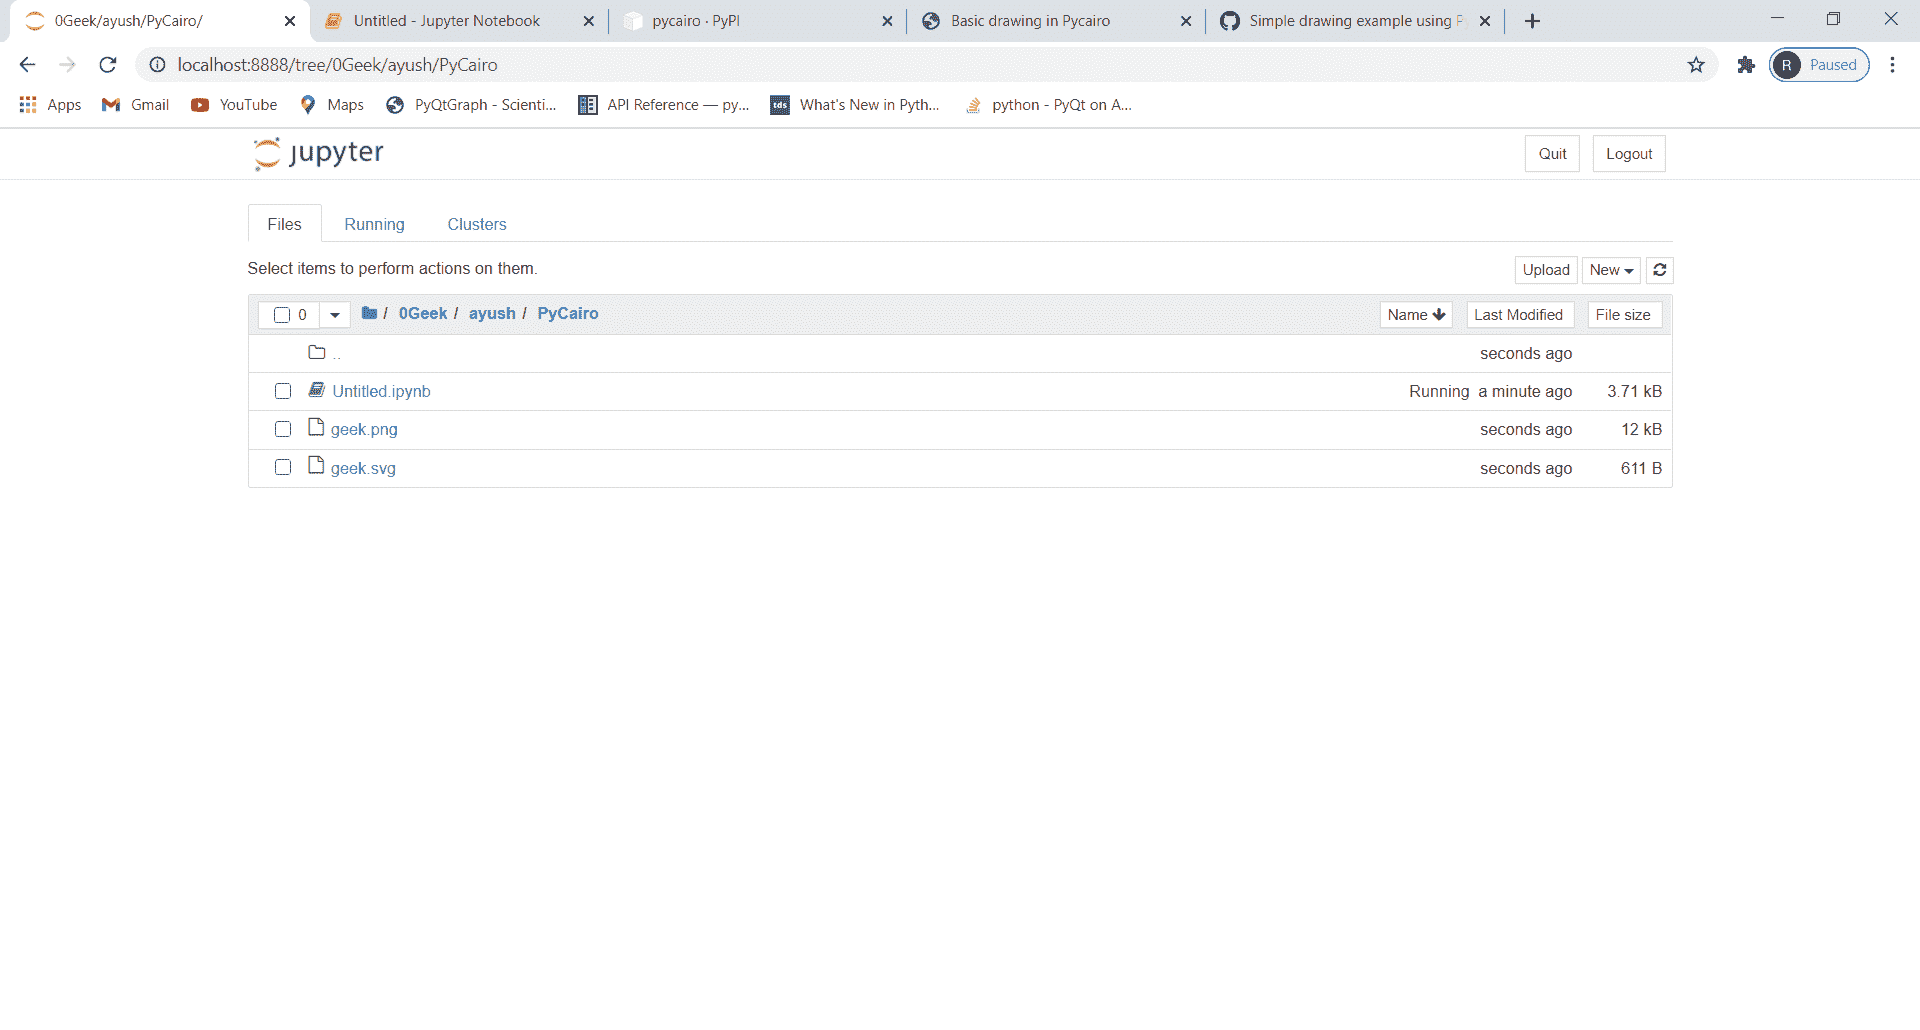 0Geek/ayush/PyCairo/ Untitled - Jupyter Notebook pycairo · PyPI Basic drawing in Pycairo Simple drawing example using P
localhost:8888/tree/0Geek/ayush/PyCairo R Paused
Apps Gmail YouTube Maps PyQtGraph - Scienti... API Reference — py... tds What's New in Pyth... python - PyQt on A...
jupyter Quit Logout
Files Running Clusters
Select items to perform actions on them. Upload New
0 / 0Geek / ayush / PyCairo Name Last Modified File size
.. seconds ago
Untitled.ipynb Running a minute ago 3.71 kB
geek.png seconds ago 12 kB
geek.svg seconds ago 611 B